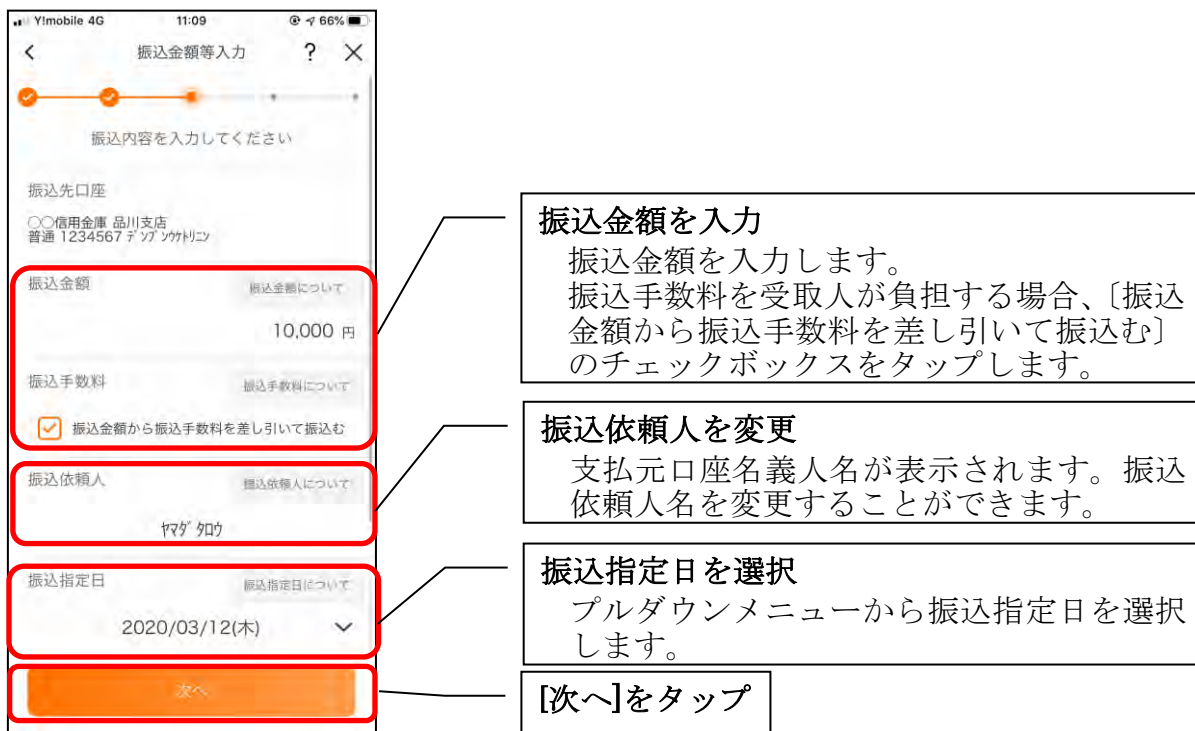 Y!mobile 4G 11:09 66%
振込金額等入力 ?
振込内容を入力してください
振込先口座
○○信用金庫 品川支店
普通 1234567 デンプンウケトリニン
振込金額 振込金額について
10,000 円
振込手数料 振込手数料について
振込金額から振込手数料を差し引いて振込む
振込依頼人 振込依頼人について
ヤマダ タロウ
振込指定日 振込指定日について
2020/03/12(木)
次へ
振込金額を入力
振込金額を入力します。
振込手数料を受取人が負担する場合、〔振込
金額から振込手数料を差し引いて振込む〕
のチェックボックスをタップします。
振込依頼人を変更
支払元口座名義人名が表示されます。振込
依頼人名を変更することができます。
振込指定日を選択
プルダウンメニューから振込指定日を選択
します。
[次へ]をタップ